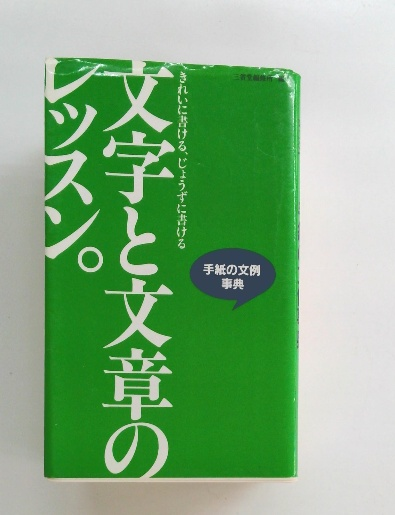 きれいに書ける、じょうずに書ける
文字と文章の
レッスン。
手紙の文例
事典